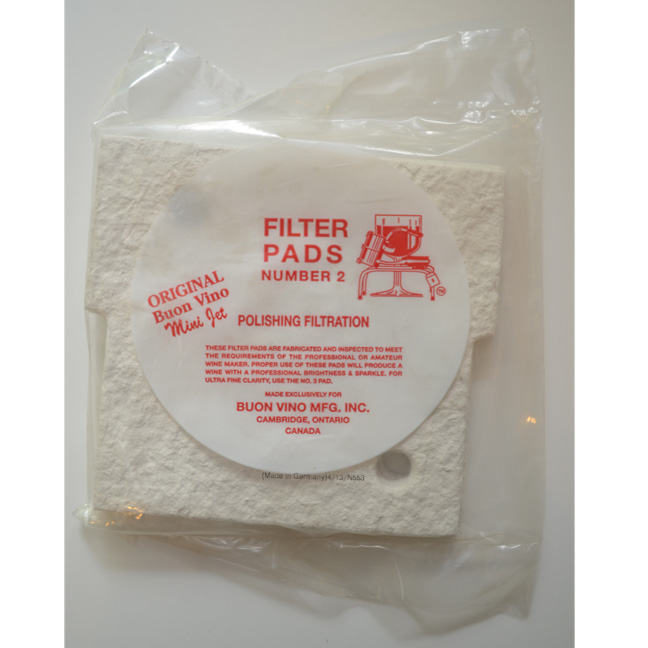 FILTER
PADS
NUMBER 2
ORIGINAL
Buon Vino
Mini Jet
POLISHING FILTRATION
THESE FILTER PADS ARE FABRICATED AND INSPECTED TO MEET
THE REQUIREMENTS OF THE PROFESSIONAL OR AMATEUR
WINE MAKER. PROPER USE OF THESE PADS WILL PRODUCE A
WINE WITH A PROFESSIONAL BRIGHTNESS & SPARKLE. FOR
ULTRA FINE CLARITY, USE THE NO. 3 PAD.
MADE EXCLUSIVELY FOR
BUON VINO MFG. INC.
CAMBRIDGE, ONTARIO
CANADA
(Made in Germany)4/13/N553